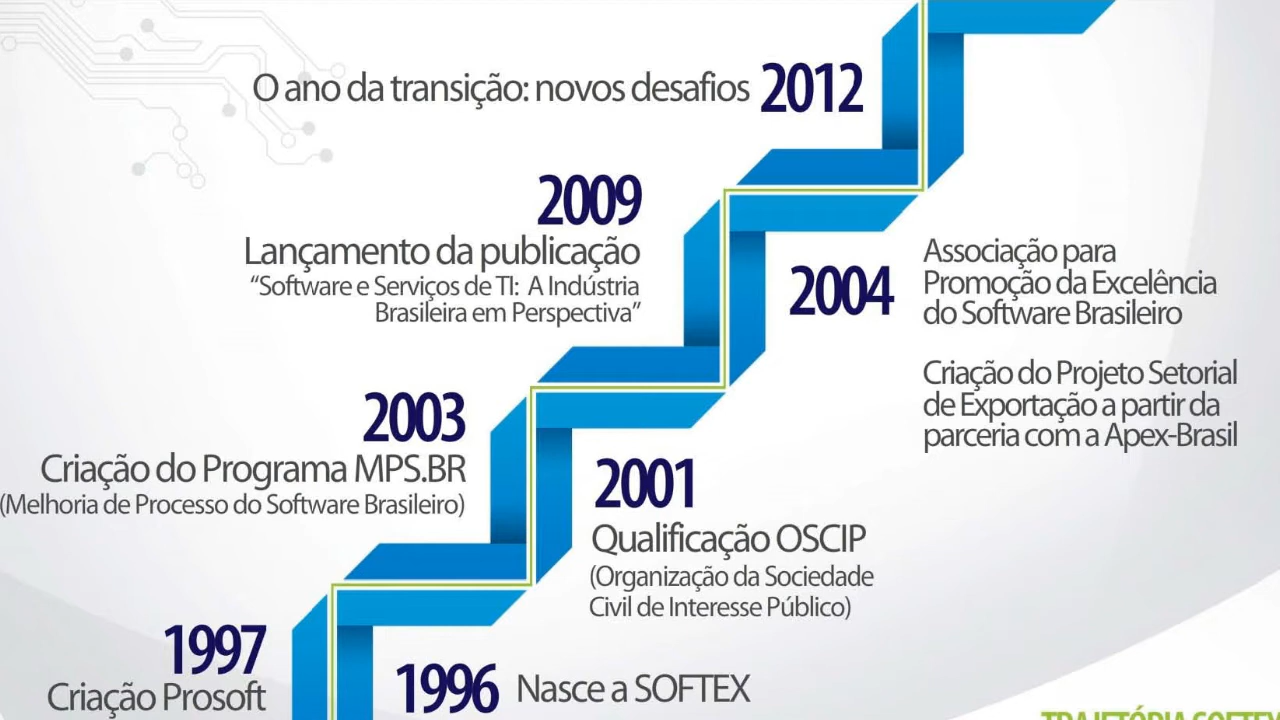 O ano da transição: novos desafios 2012
2009
Lançamento da publicação
“Software e Serviços de TI: A Indústria
Brasileira em Perspectiva”
2004
Associação para
Promoção da Excelência
do Software Brasileiro
Criação do Projeto Setorial
de Exportação a partir da
parceria com a Apex-Brasil
2003
Criação do Programa MPS.BR
(Melhoria de Processo do Software Brasileiro)
2001
Qualificação OSCIP
(Organização da Sociedade
Civil de Interesse Público)
1997
Criação Prosoft
1996 Nasce a SOFTEX
TRAJETÓRIA SOFTEX